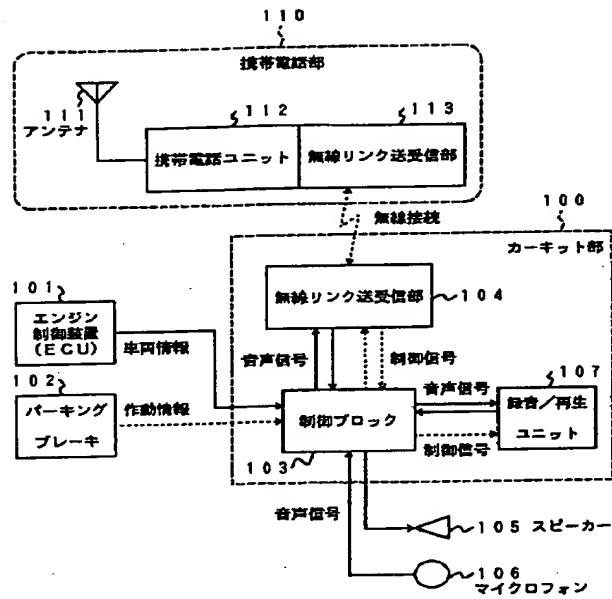 110
携帯電話部
111
アンテナ
112
113
携帯電話ユニット
無線リンク送受信部
無線接続
100
カーキット部
101
エンジン
制御装置
(ECU)
車両情報
無線リンク送受信部
104
音声信号
制御信号
102
パーキング
ブレーキ
作動情報
制御ブロック
103
音声信号
107
録音/再生
ユニット
制御信号
音声信号
105 スピーカー
106
マイクロフォン